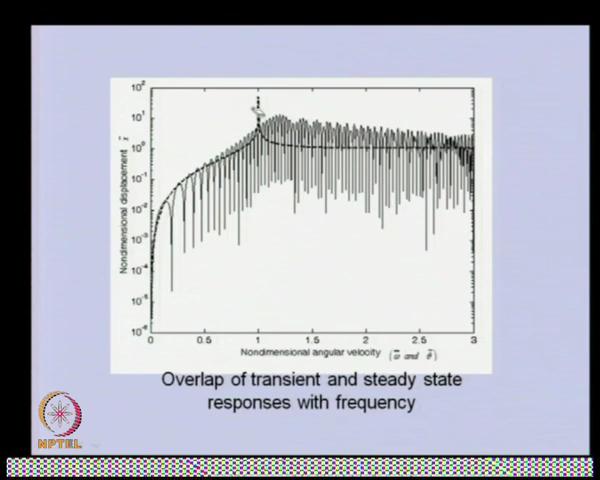 10²
10¹
10⁰
10⁻¹
10⁻²
10⁻³
10⁻⁴
10⁻⁵
10⁻⁶
Nondimensional displacement x̄
0 0.5 1 1.5 2 2.5 3
Nondimensional angular velocity (ω̄ and θ̄)
Overlap of transient and steady state
responses with frequency
NPTEL